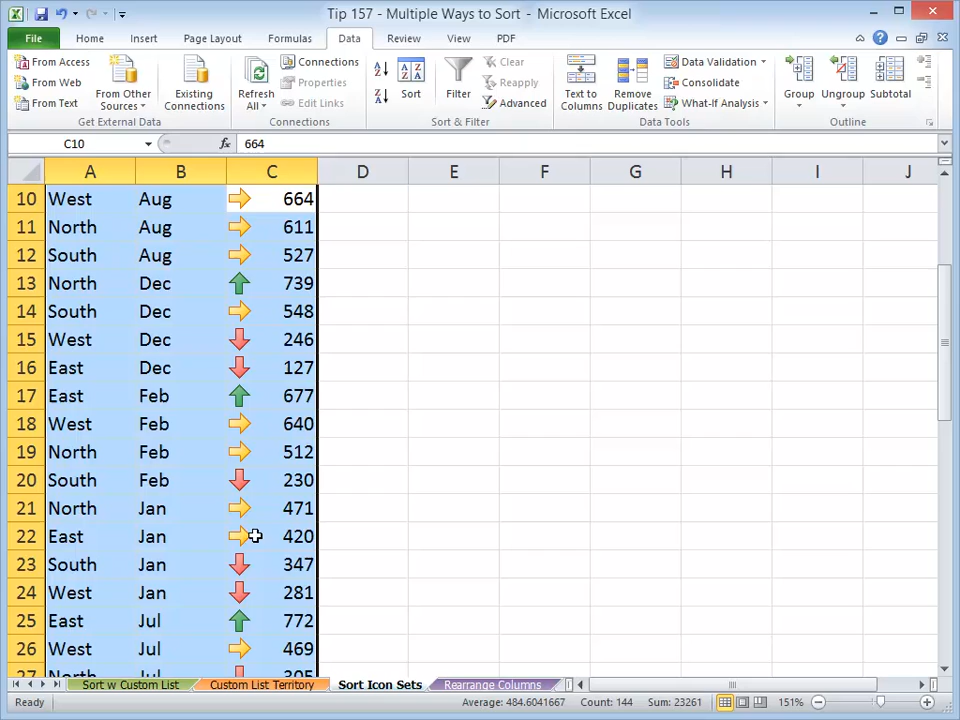 Tip 157 - Multiple Ways to Sort - Microsoft Excel
File Home Insert Page Layout Formulas Data Review View PDF
From Access
From Web
From Text
From Other Sources
Existing Connections
Get External Data
Refresh All
Connections
Properties
Edit Links
Connections
Sort
Filter
Clear
Reapply
Advanced
Sort & Filter
Text to Columns
Remove Duplicates
Data Validation
Consolidate
What-If Analysis
Data Tools
Group
Ungroup
Subtotal
Outline
C10 fx 664
A B C D E F G H I J
10 West Aug 664
11 North Aug 611
12 South Aug 527
13 North Dec 739
14 South Dec 548
15 West Dec 246
16 East Dec 127
17 East Feb 677
18 West Feb 640
19 North Feb 512
20 South Feb 230
21 North Jan 471
22 East Jan 420
23 South Jan 347
24 West Jan 281
25 East Jul 772
26 West Jul 469
27 North Jul 305
Sort w Custom List Custom List Territory Sort Icon Sets Rearrange Columns
Ready Average: 484.6041667 Count: 144 Sum: 23261 151%